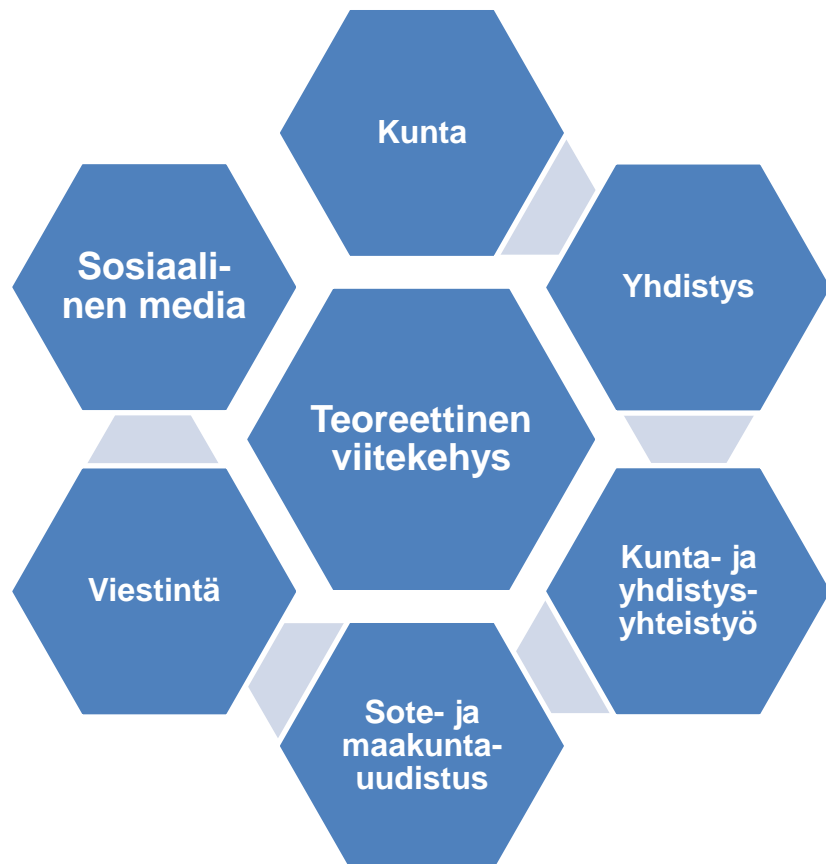 Kunta
Sosiaali-
nen media
Yhdistys
Teoreettinen
viitekehys
Kunta- ja
yhdistys-
yhteistyö
Viestintä
Sote- ja
maakunta-
uudistus